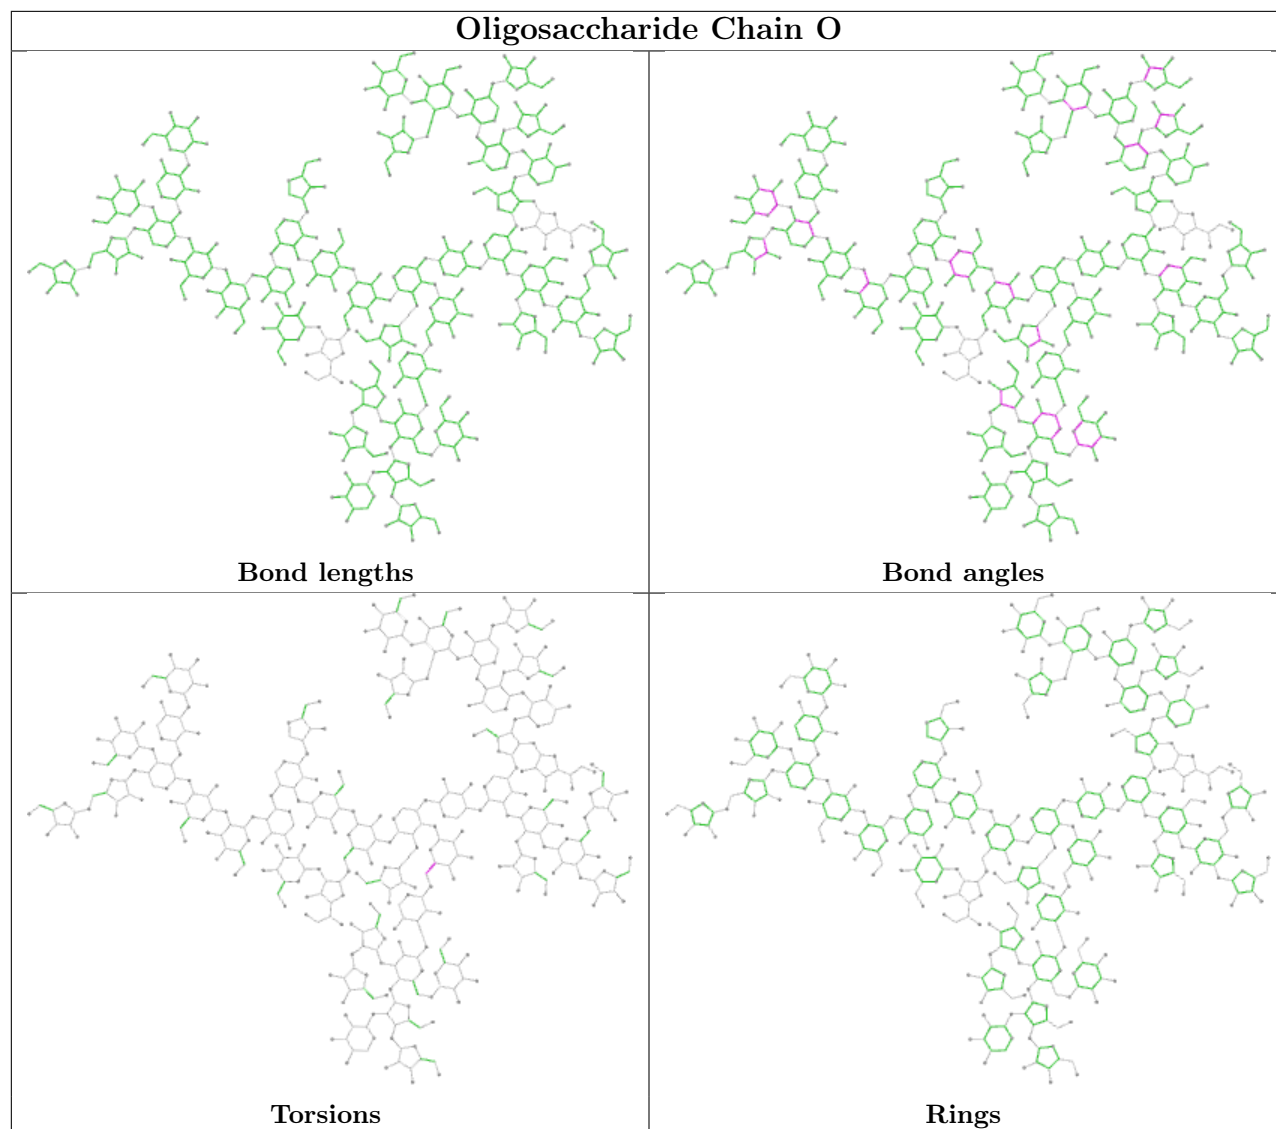 Oligosaccharide Chain O
Bond lengths
Bond angles
Torsions
Rings